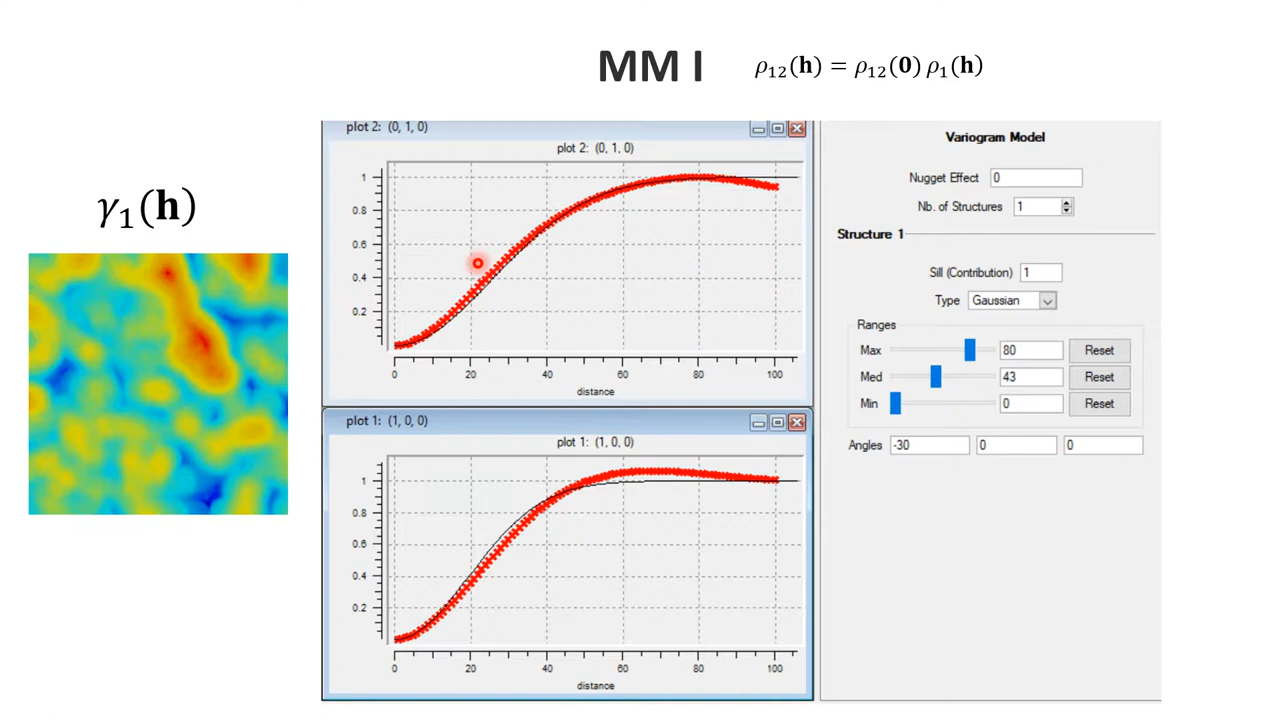 MM I
ρ₁₂(h) = ρ₁₂(0) ρ₁(h)
γ₁(h)
plot 2: (0, 1, 0)
plot 2: (0, 1, 0)
1
0.8
0.6
0.4
0.2
0 20 40 60 80 100
distance
plot 1: (1, 0, 0)
plot 1: (1, 0, 0)
1
0.8
0.6
0.4
0.2
0 20 40 60 80 100
distance
Variogram Model
Nugget Effect 0
Nb. of Structures 1
Structure 1
Sill (Contribution) 1
Type Gaussian
Ranges
Max 80 Reset
Med 43 Reset
Min 0 Reset
Angles -30 0 0